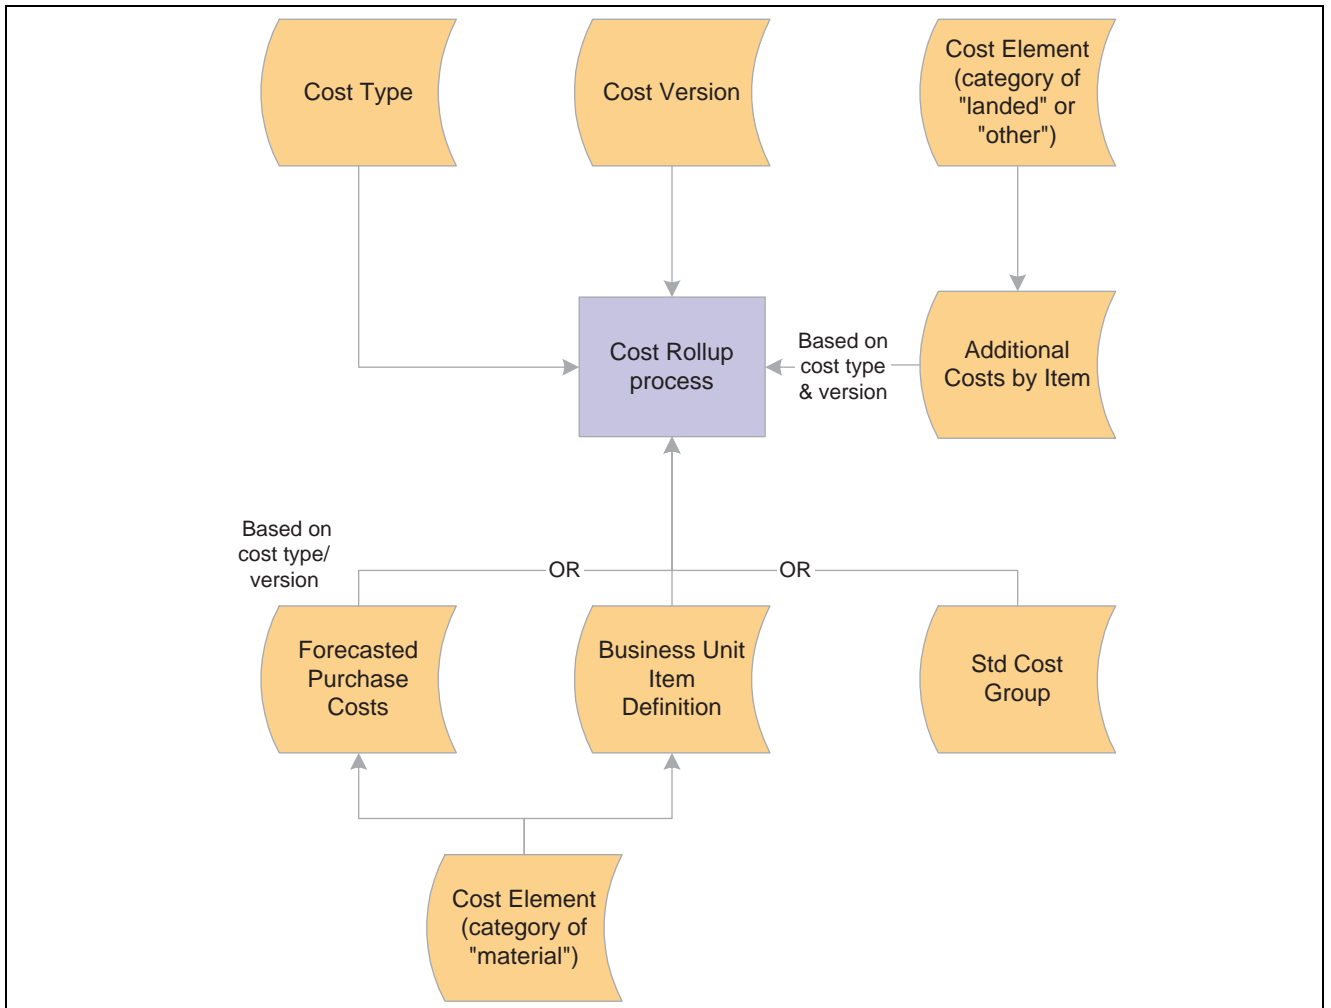 Cost Type
Cost Version
Cost Element
(category of
"landed" or
"other")
Cost Rollup
process
Based on
cost type
& version
Additional
Costs by Item
Based on
cost type/
version
OR
OR
Forecasted
Purchase
Costs
Business Unit
Item
Definition
Std Cost
Group
Cost Element
(category of
"material")